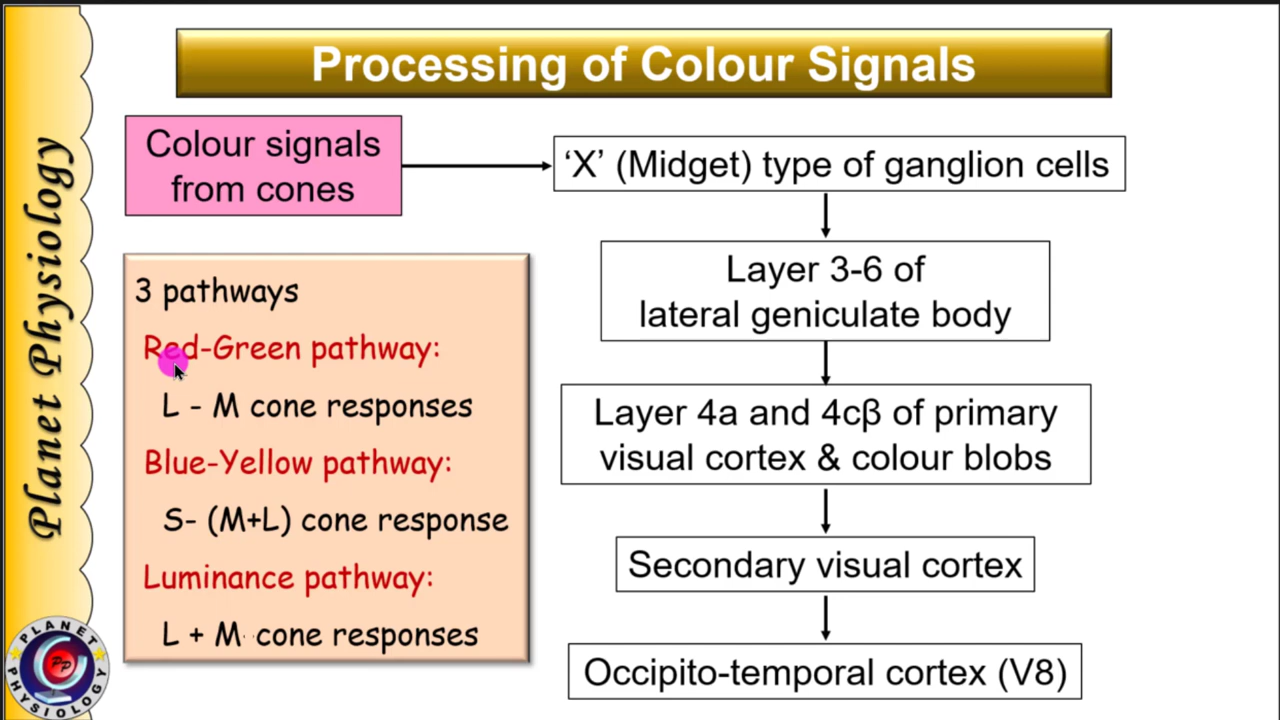 Processing of Colour Signals
Colour signals
from cones
‘X’ (Midget) type of ganglion cells
Layer 3-6 of
lateral geniculate body
Layer 4a and 4cβ of primary
visual cortex & colour blobs
Secondary visual cortex
Occipito-temporal cortex (V8)
3 pathways
Red-Green pathway:
L - M cone responses
Blue-Yellow pathway:
S- (M+L) cone response
Luminance pathway:
L + M cone responses
Planet Physiology
PLANET
PP
PHYSIOLOGY